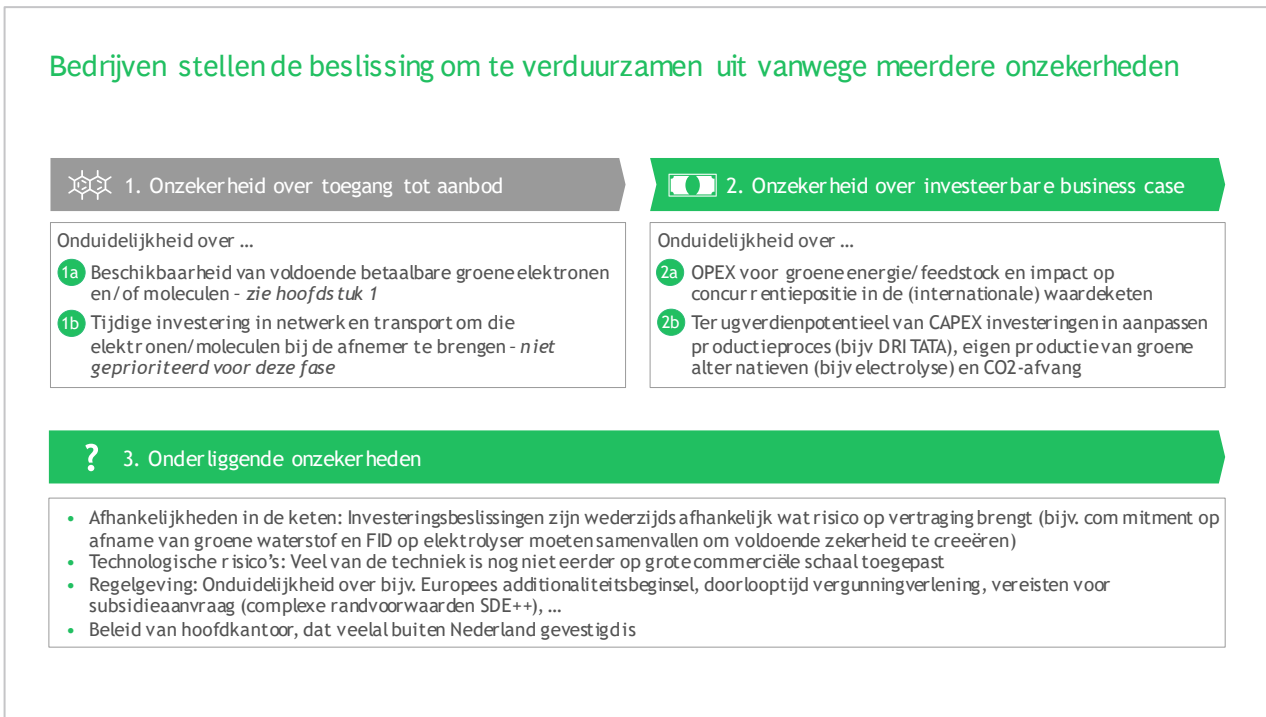 Bedrijven stellen de beslissing om te verduurzamen uit vanwege meerdere onzekerheden
1. Onzekerheid over toegang tot aanbod
Onduidelijkheid over …
1a Beschikbaarheid van voldoende betaalbare groene elektronen
en/of moleculen – zie hoofdstuk 1
1b Tijdige investering in netwerk en transport om die
elektronen/moleculen bij de afnemer te brengen – niet
geprioriteerd voor deze fase
2. Onzekerheid over investeerbare business case
Onduidelijkheid over …
2a OPEX voor groene energie/feedstock en impact op
concurrentiepositie in de (internationale) waardeketen
2b Terugverdienpotentieel van CAPEX investeringen in aanpassen
productieproces (bijv DRI TATA), eigen productie van groene
alternatieven (bijv electrolyse) en CO2-afvang
? 3. Onderliggende onzekerheden
• Afhankelijkheden in de keten: Investeringsbeslissingen zijn wederzijds afhankelijk wat risico op vertraging brengt (bijv. commitment op
afname van groene waterstof en FID op elektrolyser moeten samenvallen om voldoende zekerheid te creeëren)
• Technologische risico's: Veel van de techniek is nog niet eerder op grote commerciële schaal toegepast
• Regelgeving: Onduidelijkheid over bijv. Europees additionaliteitsbeginsel, doorlooptijd vergunningverlening, vereisten voor
subsidieaanvraag (complexe randvoorwaarden SDE++), …
• Beleid van hoofdkantoor, dat veelal buiten Nederland gevestigd is